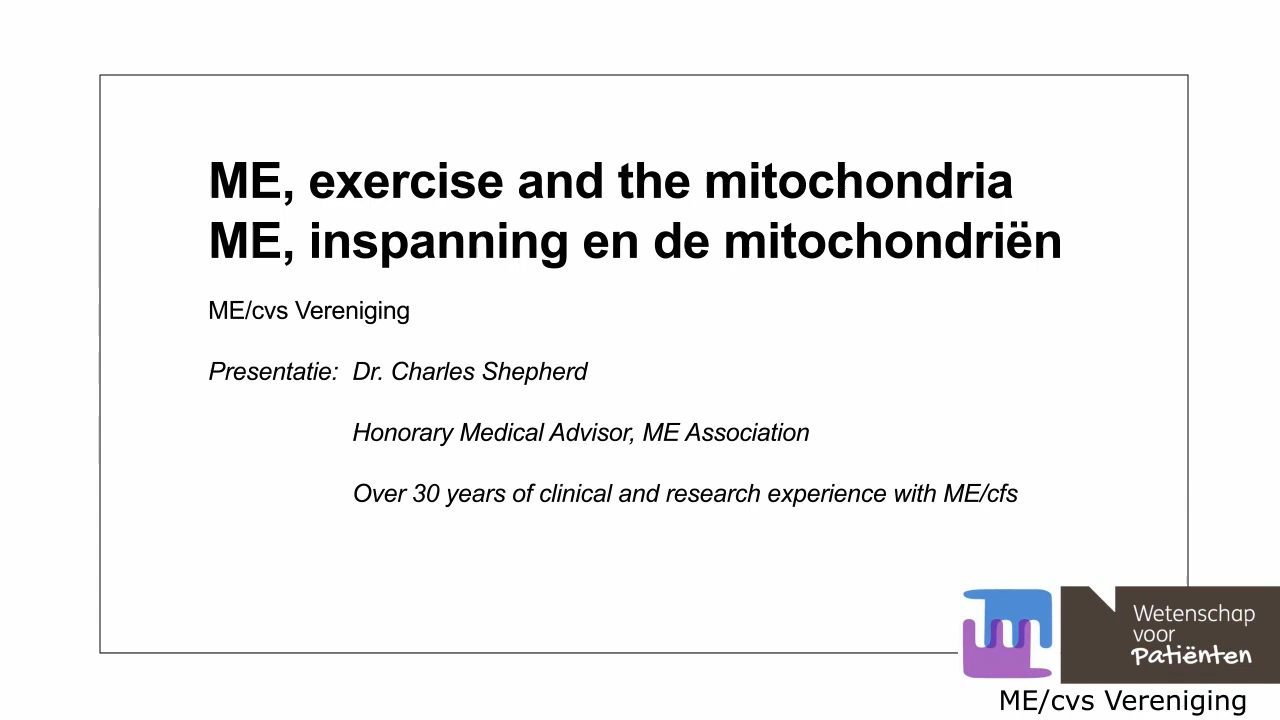 ME, exercise and the mitochondria
ME, inspanning en de mitochondriën
ME/cvs Vereniging
Presentatie: Dr. Charles Shepherd
Honorary Medical Advisor, ME Association
Over 30 years of clinical and research experience with ME/cfs
Wetenschap
voor
Patiënten
ME/cvs Vereniging